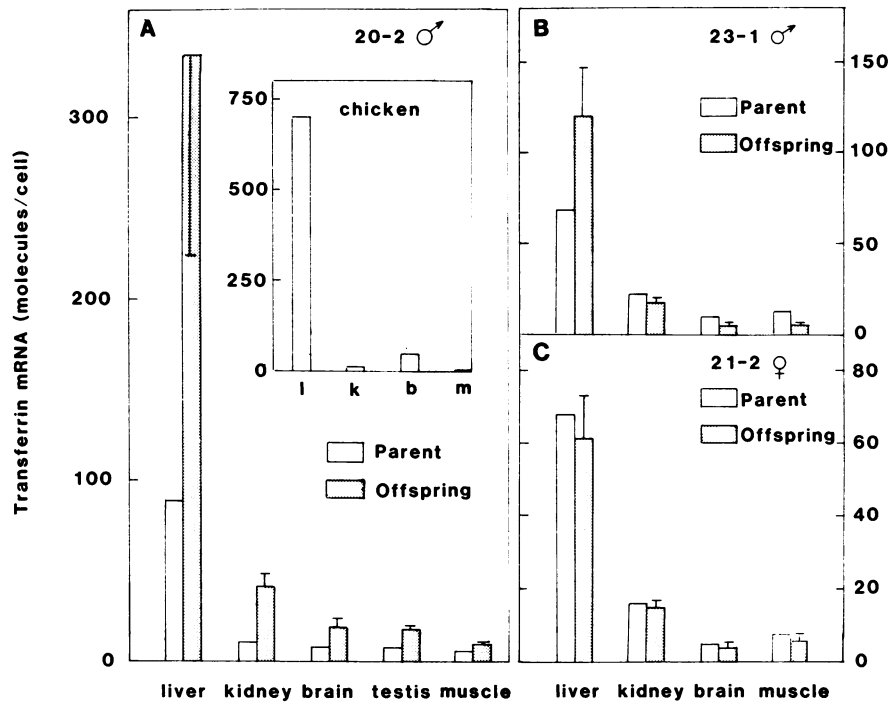 Transferrin mRNA (molecules/cell)
A
20-2 ♂
300
200
100
0
chicken
750
500
250
0
l k b m
Parent
Offspring
liver kidney brain testis muscle
B
23-1 ♂
Parent
Offspring
150
100
50
0
C
21-2 ♀
Parent
Offspring
80
60
40
20
0
liver kidney brain muscle